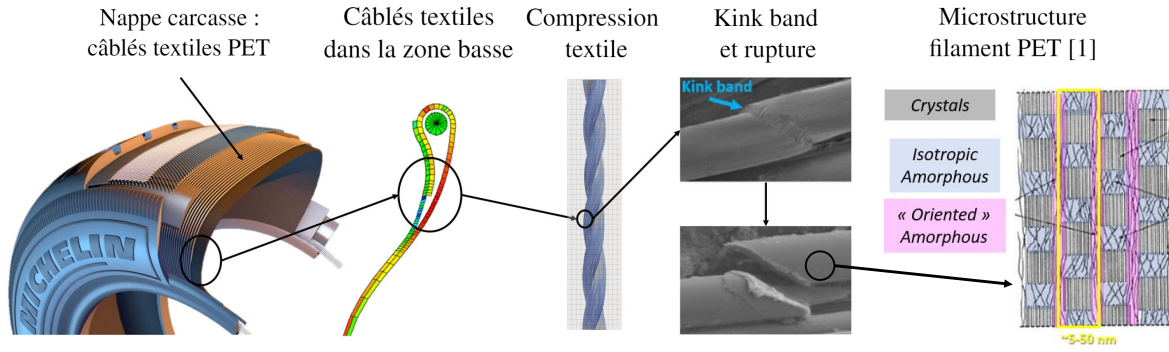 Nappe carcasse :
câblés textiles PET
Câblés textiles
dans la zone basse
Compression
textile
Kink band
et rupture
Microstructure
filament PET [1]
Kink band
Crystals
Isotropic
Amorphous
« Oriented »
Amorphous
MICHELIN
~5-50 nm